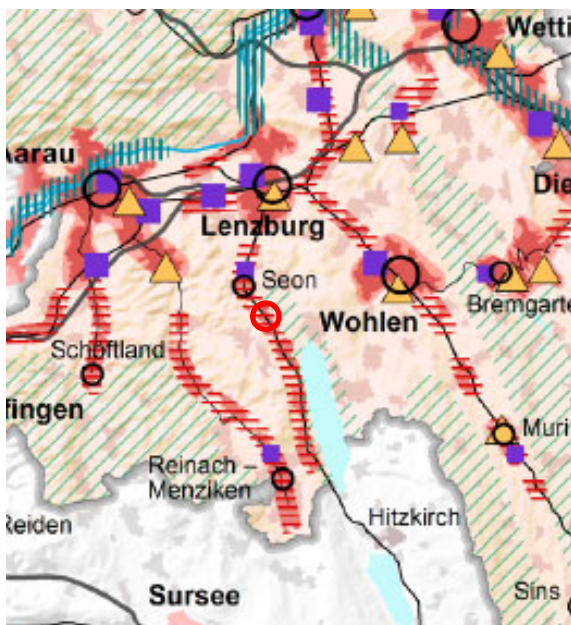 Wetti
Aarau
Die
Lenzburg
Seon
Bremgarte
Wohlen
Schöftland
fingen
Muri
Reinach –
Menziken
Hitzkirch
Reiden
Sins
Sursee